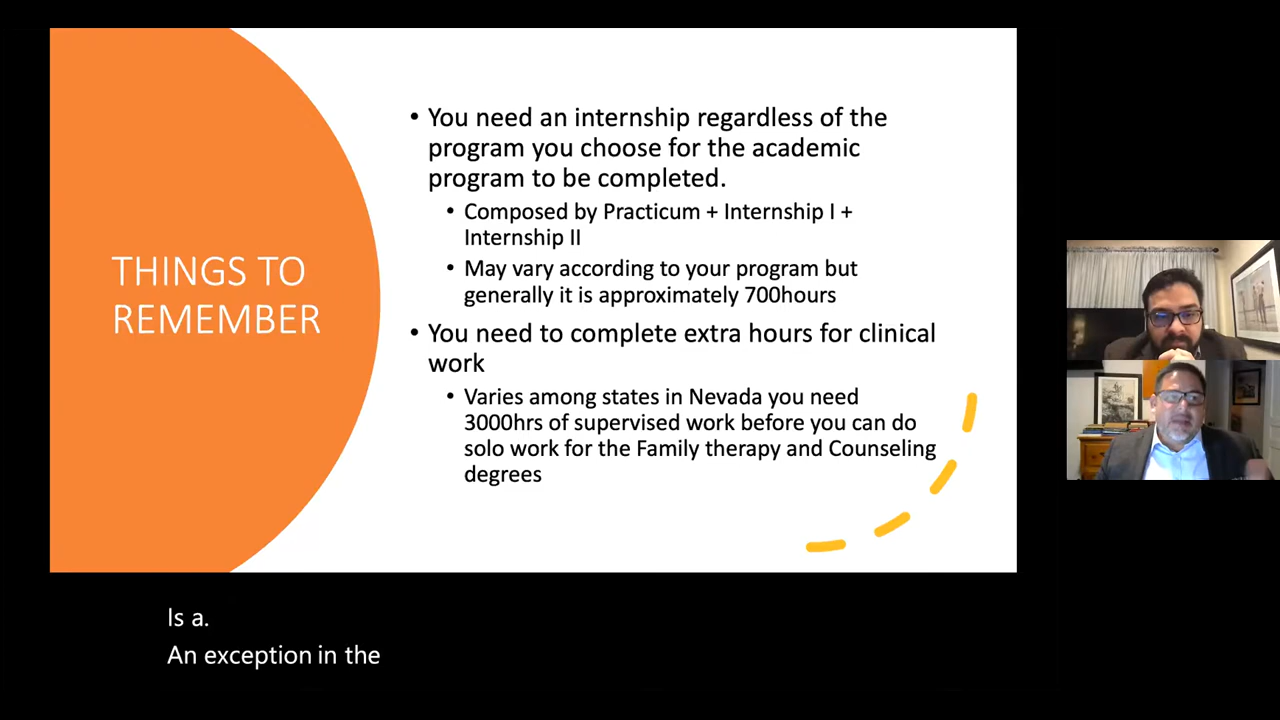 THINGS TO
REMEMBER
• You need an internship regardless of the
program you choose for the academic
program to be completed.
• Composed by Practicum + Internship I +
Internship II
• May vary according to your program but
generally it is approximately 700hours
• You need to complete extra hours for clinical
work
• Varies among states in Nevada you need
3000hrs of supervised work before you can do
solo work for the Family therapy and Counseling
degrees
Is a.
An exception in the